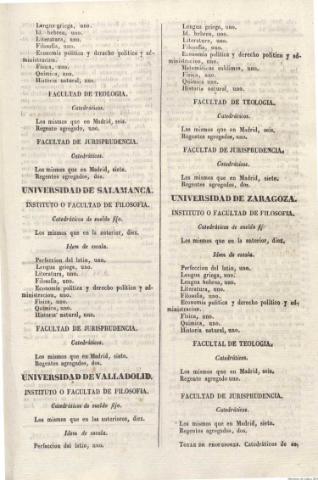 Lengua griega, uno.
Id. hebrea, uno.
Literatura, uno.
Filosofía, uno.
Economía política y derecho político y ad-
ministracion.
Física, uno.
Química, uno.
Historia natural, uno.
FACULTAD DE TEOLOGIA.
Catedráticos.
Los mismos que en Madrid, seis.
Regente agregado, uno.
FACULTAD DE JURISPRUDENCIA.
Catedráticos.
Los mismos que en Madrid, siete.
Regentes agregados, dos.
UNIVERSIDAD DE SALAMANCA.
INSTITUTO O FACULTAD DE FILOSOFIA.
Catedráticos de sueldo fijo.
Los mismos que en la anterior, diez.
Idem de escala.
Perfeccion del latin, uno.
Lengua griega, uno.
Literatura, uno.
Filosofía, uno.
Economía política y derecho político y ad-
ministracion, uno.
Física, uno.
Química, uno.
Historia natural, uno.
FACULTAD DE JURISPRUDENCIA.
Catedráticos.
Los mismos que en Madrid, siete.
Regentes agregados, dos.
UNIVERSIDAD DE VALLADOLID.
INSTITUTO O FACULTAD DE FILOSOFIA.
Catedráticos de sueldo fijo.
Los mismos que en las anteriores, diez.
Idem de escala.
Perfeccion del latin, uno.
Lengua griega, uno.
Id. hebrea, uno.
Literatura, uno.
Filosofía, uno.
Economía política y derecho político y ad-
ministracion, uno.
Matemáticas sublimes, uno.
Física, uno.
Química, uno.
Historia natural, uno.
FACULTAD DE TEOLOGIA.
Catedráticos.
Los mismos que en Madrid, seis.
Regente agregado, uno.
FACULTAD DE JURISPRUDENCIA,
Catedráticos.
Los mismos que en Madrid, siete.
Regentes agregados, dos.
UNIVERSIDAD DE ZARAGOZA.
INSTITUTO O FACULTAD DE FILOSOFIA.
Catedráticos de sueldo fi-
Los mismos que en la anterior, diez.
Idem de escala.
Perfeccion del latin, uno.
Lengua griega, uno.
Lengua hebrea, uno.
Literatura, uno.
Filosofía, uno.
Economía política y derecho político y ad-
ministracion, uno.
Física, uno.
Química, uno.
Historia natural, uno.
FACULTAL DE TEOLOGIA,
Catedráticos.
Los mismos que en Madrid, seis.
Regente agregado uno.
FACULTAD DE JURISPRUDENCIA.
Catedráticos.
Los mismos que en Madrid, siete.
Regentes agregados, dos.
TOTAL DE PROFESORES. Catedráticos de